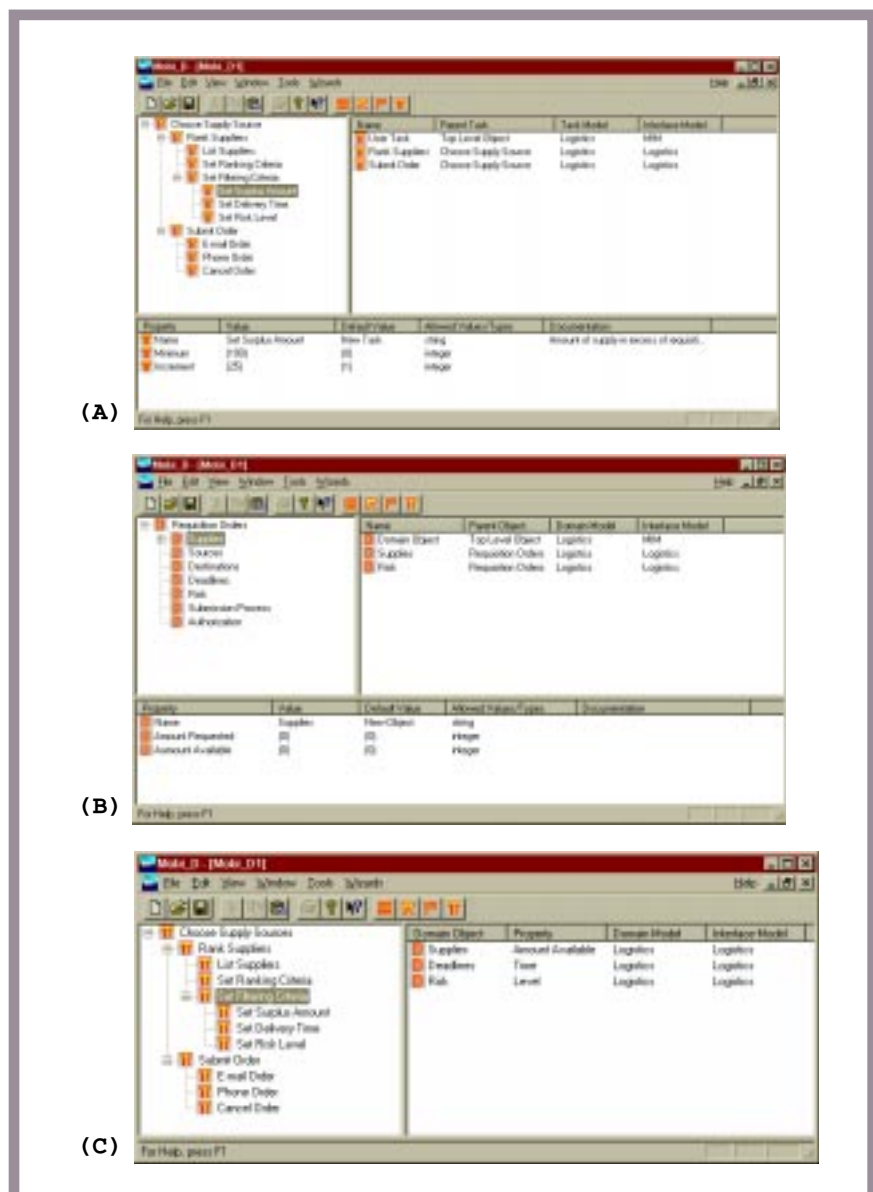 Mobi_D - [Mobi_D1]
File Edit View Window Tools Wizards Help
Choose Supply Source
Rank Suppliers
List Suppliers
Set Ranking Criteria
Set Filtering Criteria
Set Surplus Amount
Set Delivery Time
Set Risk Level
Submit Order
E-mail Order
Phone Order
Cancel Order
Name Parent Task Task Model Interface Model
User Task Top Level Object Logistics MIM
Rank Suppliers Choose Supply Source Logistics Logistics
Submit Order Choose Supply Source Logistics Logistics
Property Value Default Value Allowed Values/Types Documentation
Name Set Surplus Amount New Task string Amount of supply in excess of requisiti...
Minimum (100) (0) integer
Increment (25) (1) integer
(A)
For Help, press F1
Mobi_D - [Mobi_D1]
File Edit View Window Tools Wizards Help
Requisition Orders
Supplies
Sources
Destinations
Deadlines
Risk
Submission Process
Authorization
Name Parent Object Domain Model Interface Model
Domain Object Top Level Object Logistics MIM
Supplies Requisition Orders Logistics Logistics
Risk Requisition Orders Logistics Logistics
Property Value Default Value Allowed Values/Types Documentation
Name Supplies New Object string
Amount Requested (0) (0) integer
Aomount Available (0) (0) integer
(B)
For Help, press F1
Mobi_D - [Mobi_D1]
File Edit View Window Tools Wizards Help
Choose Supply Sources
Rank Suppliers
List Suppliers
Set Ranking Criteria
Set Filtering Criteria
Set Surplus Amount
Set Delivery Time
Set Risk Level
Submit Order
E-mail Order
Phone Order
Cancel Order
Domain Object Property Domain Model Interface Model
Supplies Amount Available Logistics Logistics
Deadlines Time Logistics Logistics
Risk Level Logistics Logistics
(C)
For Help, press F1